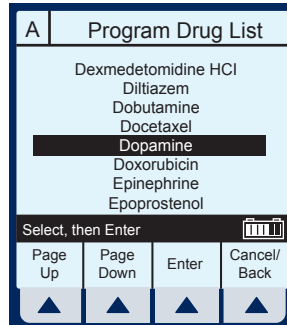 A
Program Drug List
Dexmedetomidine HCl
Diltiazem
Dobutamine
Docetaxel
Dopamine
Doxorubicin
Epinephrine
Epoprostenol
Select, then Enter
Page Up
Page Down
Enter
Cancel/ Back